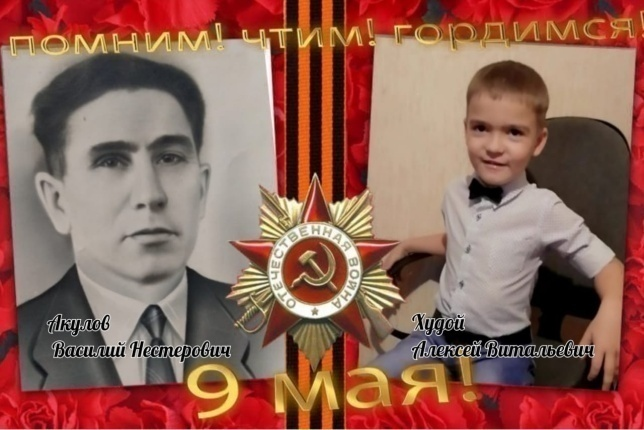 помним! чтим! гордимся!
Акулов
Василий Нестерович
ОТЕЧЕСТВЕННАЯ ВОЙНА
Худой
Алексей Витальевич
9 мая!